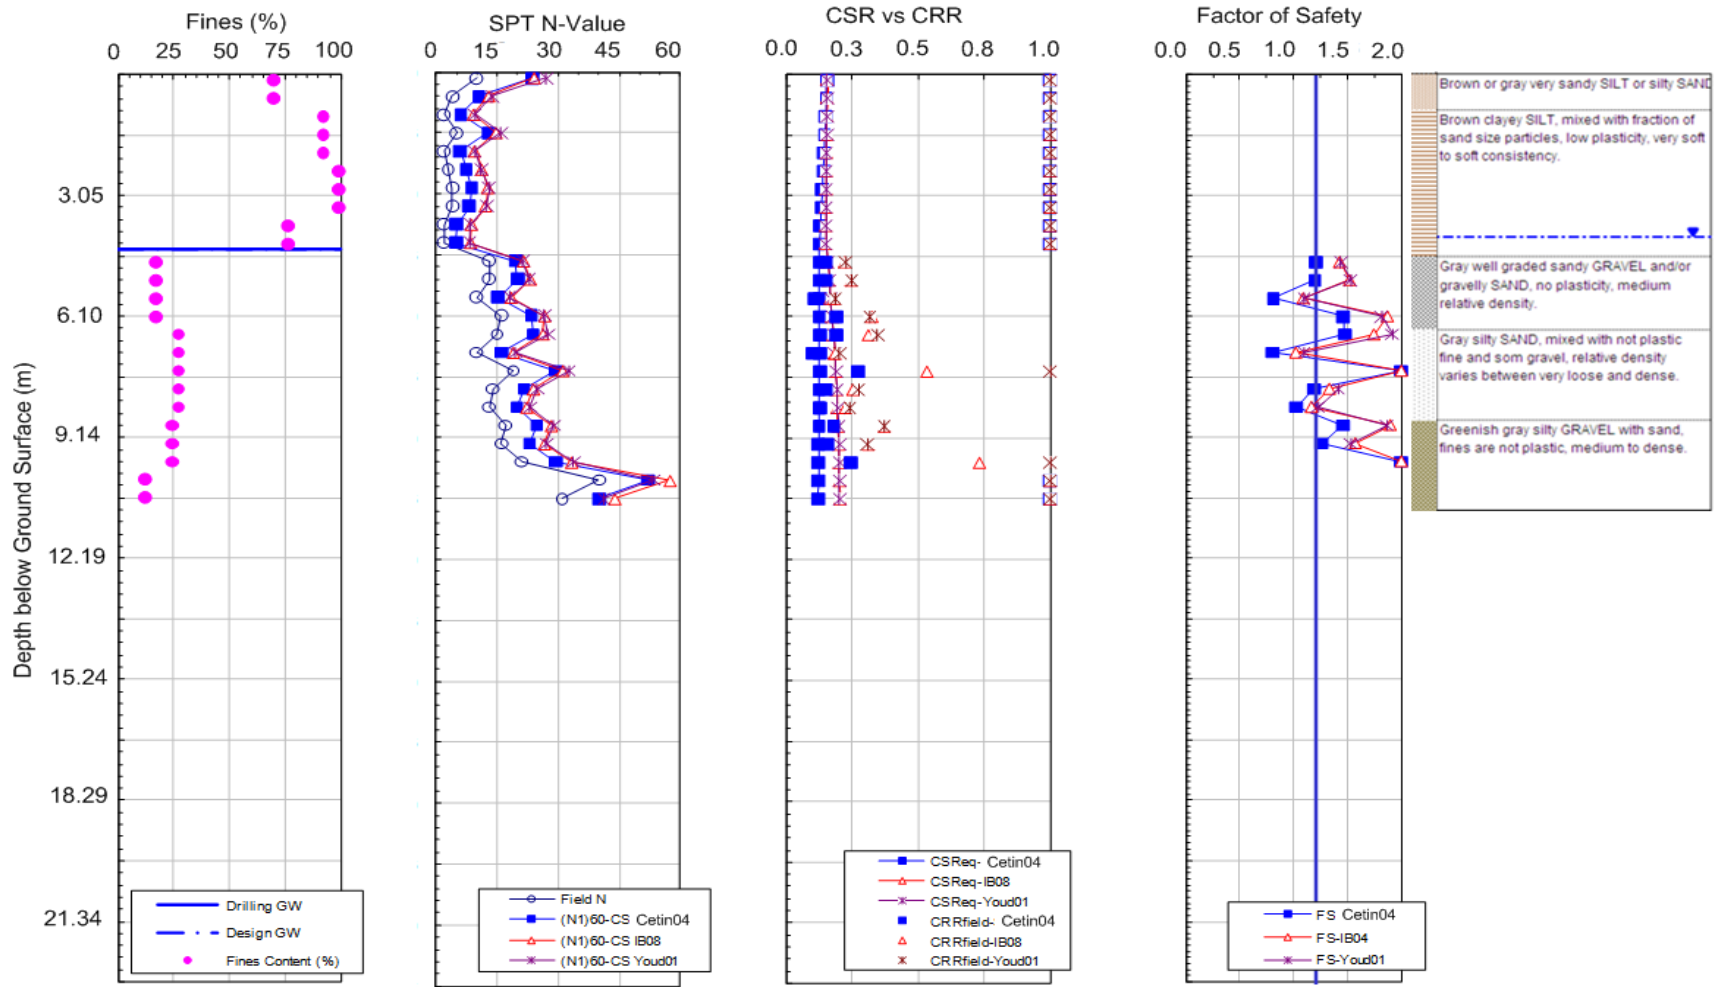 Fines (%)
0 25 50 75 100
SPT N-Value
0 15 30 45 60
CSR vs CRR
0.0 0.3 0.5 0.8 1.0
Factor of Safety
0.0 0.5 1.0 1.5 2.0
Depth below Ground Surface (m)
3.05
6.10
9.14
12.19
15.24
18.29
21.34
Drilling GW
Design GW
Fines Content (%)
Field N
(N1)60-CS Cetin04
(N1)60-CS IB08
(N1)60-CS Youd01
CSReq- Cetin04
CSReq-IB08
CSReq-Youd01
CRRfield- Cetin04
CRRfield-IB08
CRRfield-Youd01
FS Cetin04
FS-IB04
FS-Youd01
Brown or gray very sandy SILT or silty SAND
Brown clayey SILT, mixed with fraction of
sand size particles, low plasticity, very soft
to soft consistency.
Gray well graded sandy GRAVEL and/or
gravelly SAND, no plasticity, medium
relative density.
Gray silty SAND, mixed with not plastic
fine and som gravel, relative density
varies between very loose and dense.
Greenish gray silty GRAVEL with sand,
fines are not plastic, medium to dense.